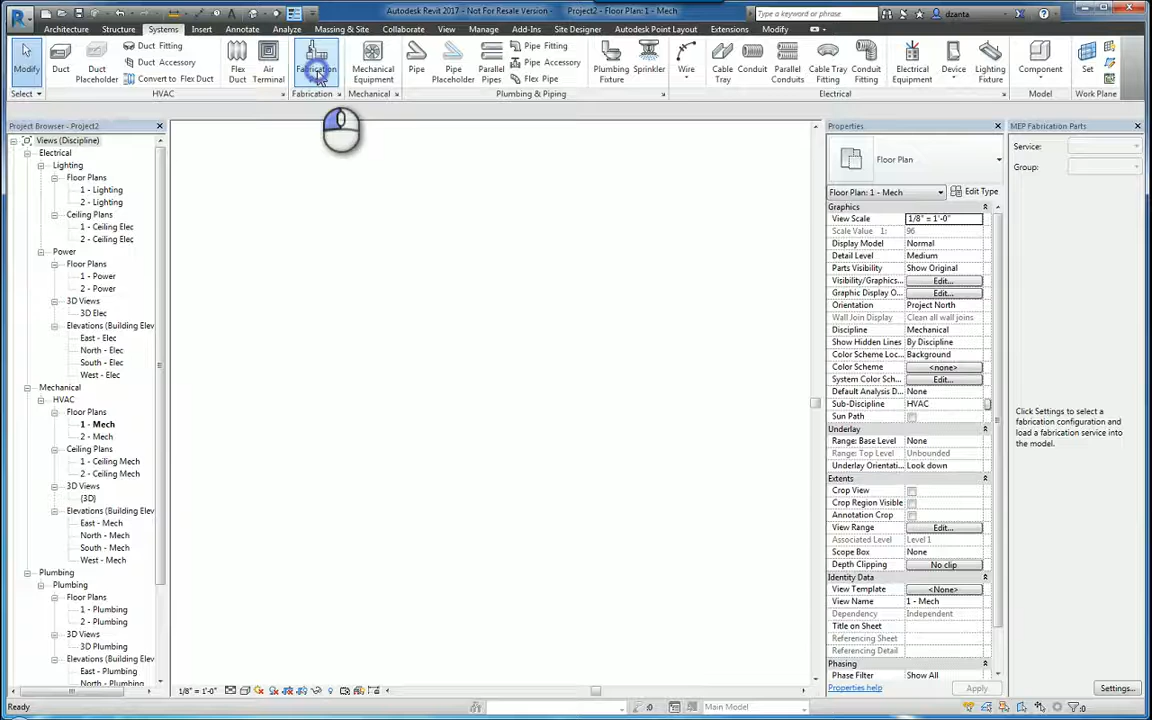 Autodesk Revit 2017 - Not For Resale Version - Project2 - Floor Plan: 1 - Mech
Type a keyword or phrase
dzanta
Architecture Structure Systems Insert Annotate Analyze Massing & Site Collaborate View Manage Add-Ins Site Designer Autodesk Point Layout Extensions Modify
Modify
Duct
Duct Placeholder
Duct Fitting
Duct Accessory
Convert to Flex Duct
Flex Duct
Air Terminal
Fabrication
Mechanical Equipment
Pipe
Pipe Placeholder
Parallel Pipes
Pipe Fitting
Pipe Accessory
Flex Pipe
Plumbing Fixture
Sprinkler
Wire
Cable Tray
Conduit
Parallel Conduits
Cable Tray Fitting
Conduit Fitting
Electrical Equipment
Device
Lighting Fixture
Component
Set
Select HVAC Fabrication Mechanical Plumbing & Piping Electrical Model Work Plane
Project Browser - Project2
Views (Discipline)
Electrical
Lighting
Floor Plans
1 - Lighting
2 - Lighting
Ceiling Plans
1 - Ceiling Elec
2 - Ceiling Elec
Power
Floor Plans
1 - Power
2 - Power
3D Views
3D Elec
Elevations (Building Elev
East - Elec
North - Elec
South - Elec
West - Elec
Mechanical
HVAC
Floor Plans
1 - Mech
2 - Mech
Ceiling Plans
1 - Ceiling Mech
2 - Ceiling Mech
3D Views
{3D}
Elevations (Building Elev
East - Mech
North - Mech
South - Mech
West - Mech
Plumbing
Plumbing
Floor Plans
1 - Plumbing
2 - Plumbing
3D Views
3D Plumbing
Elevations (Building Elev
East - Plumbing
North - Plumbing
Properties
Floor Plan
Floor Plan: 1 - Mech Edit Type
Graphics
View Scale 1/8" = 1'-0"
Scale Value 1: 96
Display Model Normal
Detail Level Medium
Parts Visibility Show Original
Visibility/Graphics... Edit...
Graphic Display O... Edit...
Orientation Project North
Wall Join Display Clean all wall joins
Discipline Mechanical
Show Hidden Lines By Discipline
Color Scheme Loc... Background
Color Scheme <none>
System Color Sch... Edit...
Default Analysis D... None
Sub-Discipline HVAC
Sun Path
Underlay
Range: Base Level None
Range: Top Level Unbounded
Underlay Orientati... Look down
Extents
Crop View
Crop Region Visible
Annotation Crop
View Range Edit...
Associated Level Level 1
Scope Box None
Depth Clipping No clip
Identity Data
View Template <None>
View Name 1 - Mech
Dependency Independent
Title on Sheet
Referencing Sheet
Referencing Detail
Phasing
Phase Filter Show All
Properties help Apply
MEP Fabrication Parts
Service:
Group:
Click Settings to select a
fabrication configuration and
load a fabrication service into
the model.
Settings...
1/8" = 1'-0"
Ready
:0
Main Model
:0